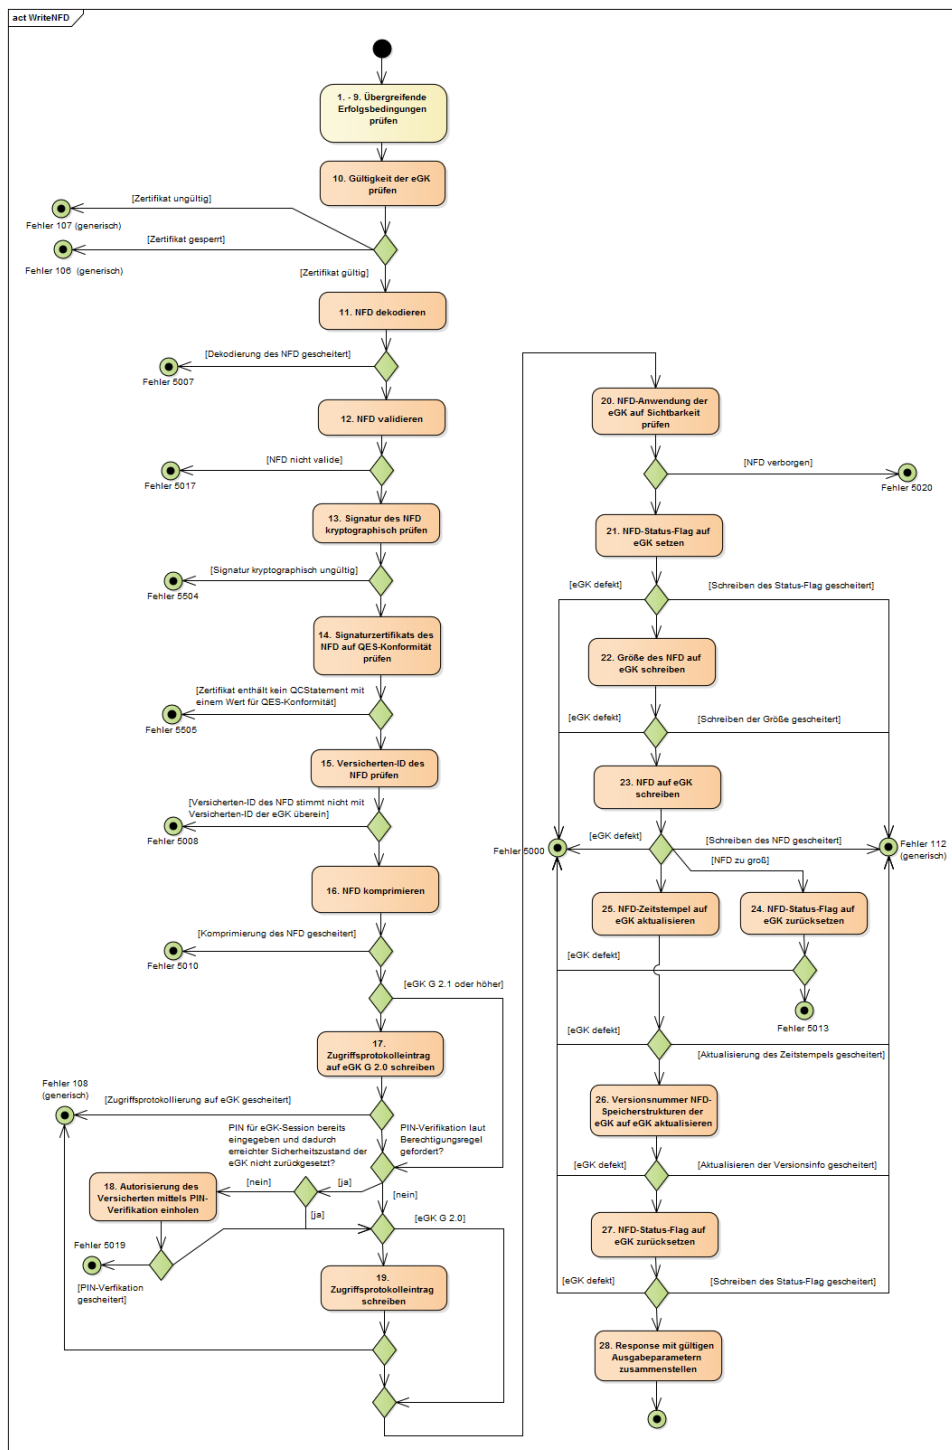 act WriteNFD
1. - 9. Übergreifende
Erfolgsbedingungen
prüfen
10. Gültigkeit der eGK
prüfen
[Zertifikat ungültig]
Fehler 107 (generisch)
[Zertifikat gesperrt]
Fehler 106 (generisch)
[Zertifikat gültig]
11. NFD dekodieren
[Dekodierung des NFD gescheitert]
Fehler 5007
12. NFD validieren
[NFD nicht valide]
Fehler 5017
13. Signatur des NFD
kryptographisch prüfen
[Signatur kryptographisch ungültig]
Fehler 5504
14. Signaturzertifikats des
NFD auf QES-Konformität
prüfen
[Zertifikat enthält kein QCStatement mit
einem Wert für QES-Konformität]
Fehler 5505
15. Versicherten-ID des
NFD prüfen
[Versicherten-ID des NFD stimmt nicht mit
Versicherten-ID der eGK überein]
Fehler 5008
16. NFD komprimieren
[Komprimierung des NFD gescheitert]
Fehler 5010
[eGK G 2.1 oder höher]
17.
Zugriffsprotokolleintrag
auf eGK G 2.0 schreiben
Fehler 108
(generisch)
[Zugriffsprotokollierung auf eGK gescheitert]
PIN für eGK-Session bereits
eingegeben und dadurch
erreichter Sicherheitszustand der
eGK nicht zurückgesetzt?
PIN-Verifikation laut
Berechtigungsregel
gefordert?
[nein]
[ja]
[nein]
18. Autorisierung des
Versicherten mittels PIN-
Verifikation einholen
[ja]
[eGK G 2.0]
Fehler 5019
[PIN-Verfikation
gescheitert]
19.
Zugriffsprotokolleintrag
schreiben
20. NFD-Anwendung der
eGK auf Sichtbarkeit
prüfen
[NFD verborgen]
Fehler 5020
21. NFD-Status-Flag auf
eGK setzen
[eGK defekt]
[Schreiben des Status-Flag gescheitert]
22. Größe des NFD auf
eGK schreiben
[eGK defekt]
[Schreiben der Größe gescheitert]
23. NFD auf eGK
schreiben
[eGK defekt]
[Schreiben des NFD gescheitert]
Fehler 5000
Fehler 112
(generisch)
[NFD zu groß]
25. NFD-Zeitstempel auf
eGK aktualisieren
24. NFD-Status-Flag auf
eGK zurücksetzen
[eGK defekt]
Fehler 5013
[eGK defekt]
[Aktualisierung des Zeitstempels gescheitert]
26. Versionsnummer NFD-
Speicherstrukturen der
eGK auf eGK aktualisieren
[eGK defekt]
[Aktualisieren der Versionsinfo gescheitert]
27. NFD-Status-Flag auf
eGK zurücksetzen
[eGK defekt]
[Schreiben des Status-Flag gescheitert]
28. Response mit gültigen
Ausgabeparametern
zusammenstellen